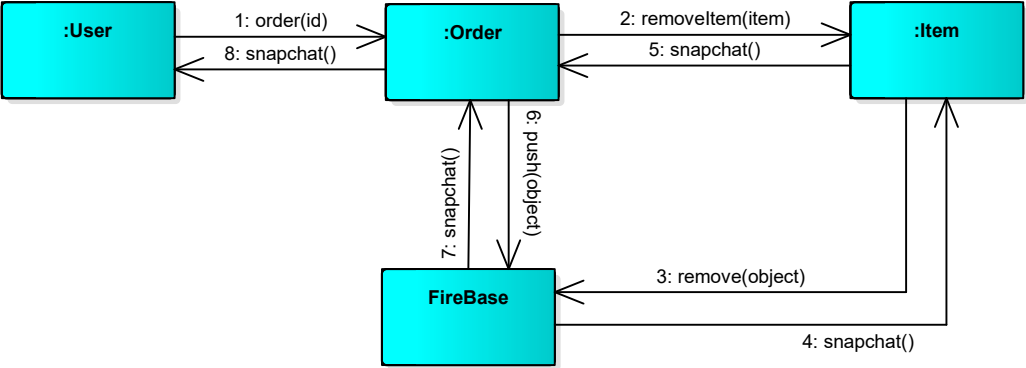 :User
1: order(id)
8: snapchat()
:Order
2: removeItem(item)
5: snapchat()
:Item
7: snapchat()
6: push(object)
FireBase
3: remove(object)
4: snapchat()